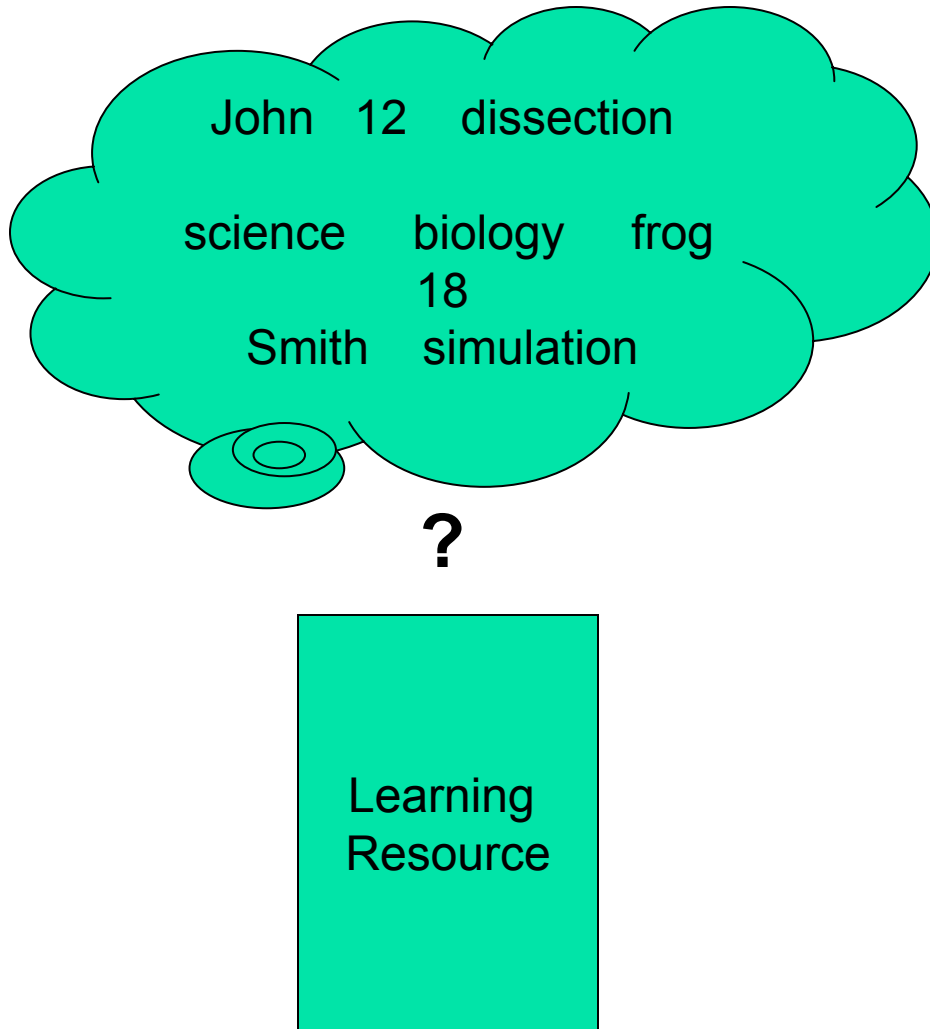 John 12 dissection
science biology frog
18
Smith simulation
?
Learning
Resource